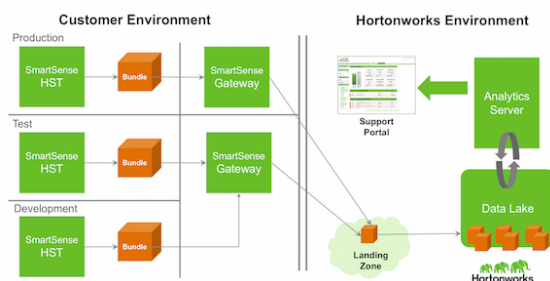 Customer Environment
Hortonworks Environment
Production
SmartSense
HST
Bundle
SmartSense
Gateway
Test
SmartSense
HST
Bundle
SmartSense
Gateway
Development
SmartSense
HST
Bundle
Support
Portal
Analytics
Server
Landing
Zone
Data Lake
Hortonworks